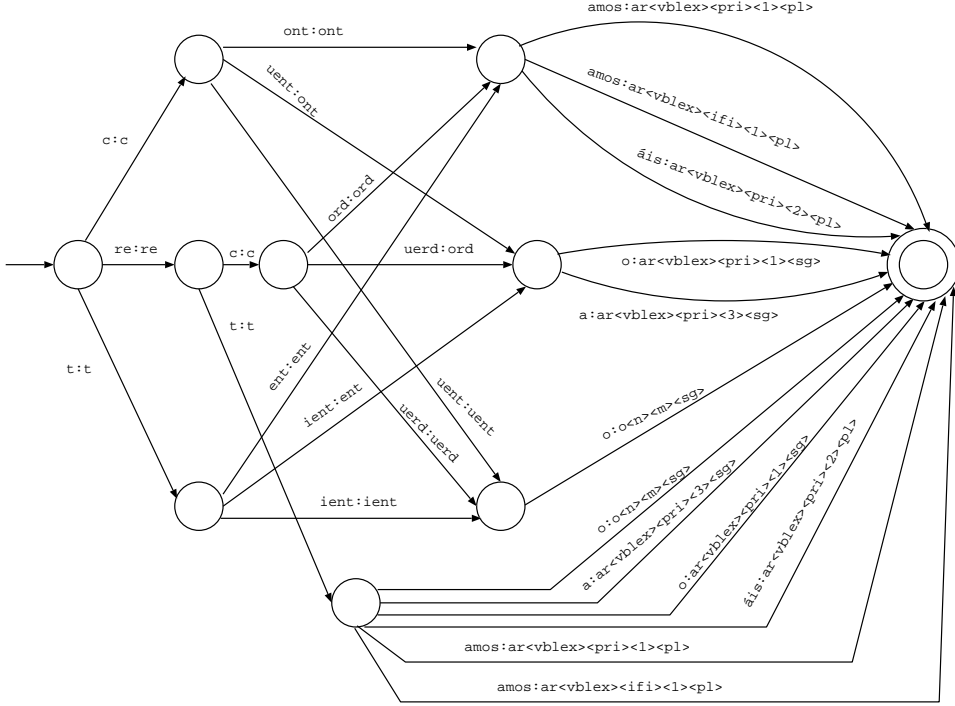 amos:ar<vblex><pri><1><pl>
ont:ont
uent:ont
amos:ar<vblex><ifi><1><pl>
c:c
áis:ar<vblex><pri><2><pl>
ord:ord
re:re
c:c
uerd:ord
o:ar<vblex><pri><1><sg>
a:ar<vblex><pri><3><sg>
t:t
t:t
ent:ent
ient:ent
uerd:uerd
uent:uent
o:o<n><m><sg>
ient:ient
o:o<n><m><sg>
a:ar<vblex><pri><3><sg>
o:ar<vblex><pri><1><sg>
áis:ar<vblex><pri><2><pl>
amos:ar<vblex><pri><1><pl>
amos:ar<vblex><ifi><1><pl>